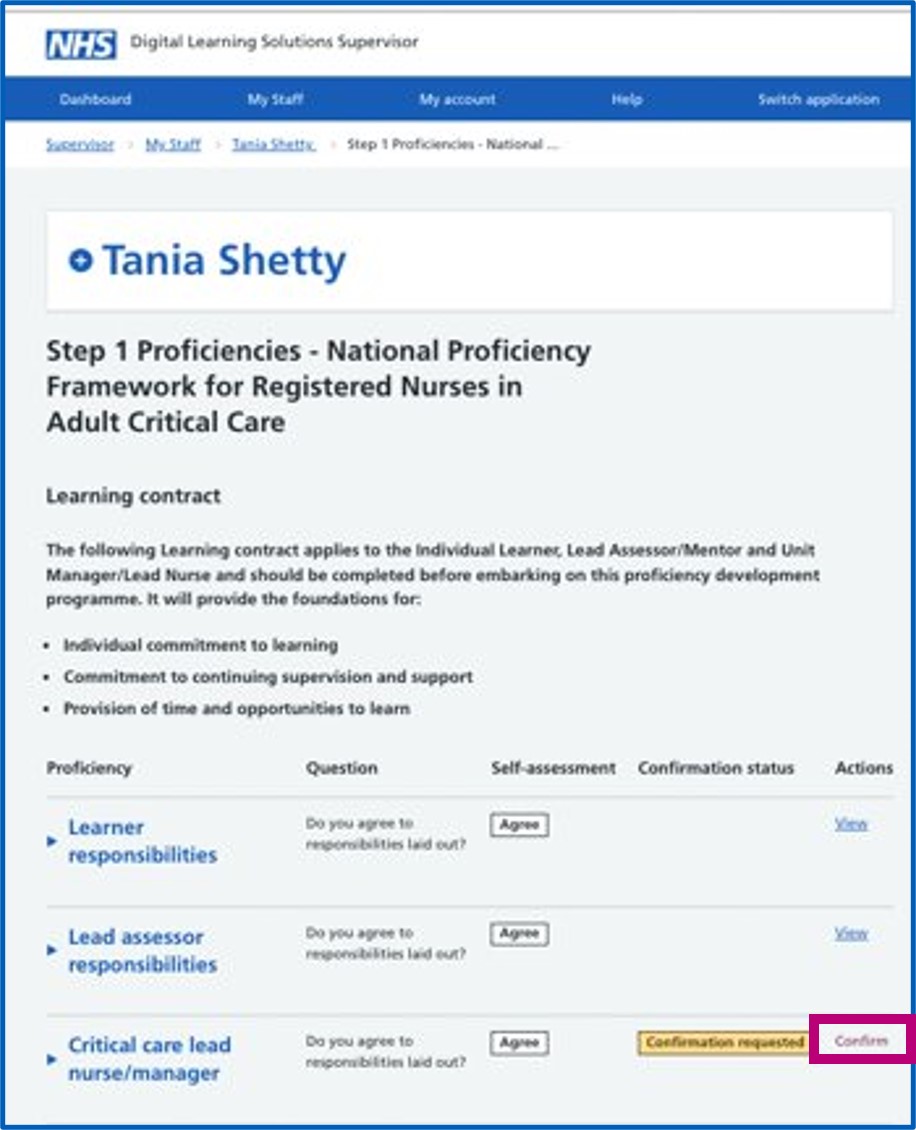 NHS Digital Learning Solutions Supervisor
Dashboard My Staff My account Help Switch application
Supervisor My Staff Tania Shetty Step 1 Proficiencies - National ...
Tania Shetty
Step 1 Proficiencies - National Proficiency
Framework for Registered Nurses in
Adult Critical Care
Learning contract
The following Learning contract applies to the Individual Learner, Lead Assessor/Mentor and Unit
Manager/Lead Nurse and should be completed before embarking on this proficiency development
programme. It will provide the foundations for:
• Individual commitment to learning
• Commitment to continuing supervision and support
• Provision of time and opportunities to learn
Proficiency Question Self-assessment Confirmation status Actions
Learner
responsibilities
Do you agree to
responsibilities laid out?
Agree
View
Lead assessor
responsibilities
Do you agree to
responsibilities laid out?
Agree
View
Critical care lead
nurse/manager
Do you agree to
responsibilities laid out?
Agree
Confirmation requested
Confirm